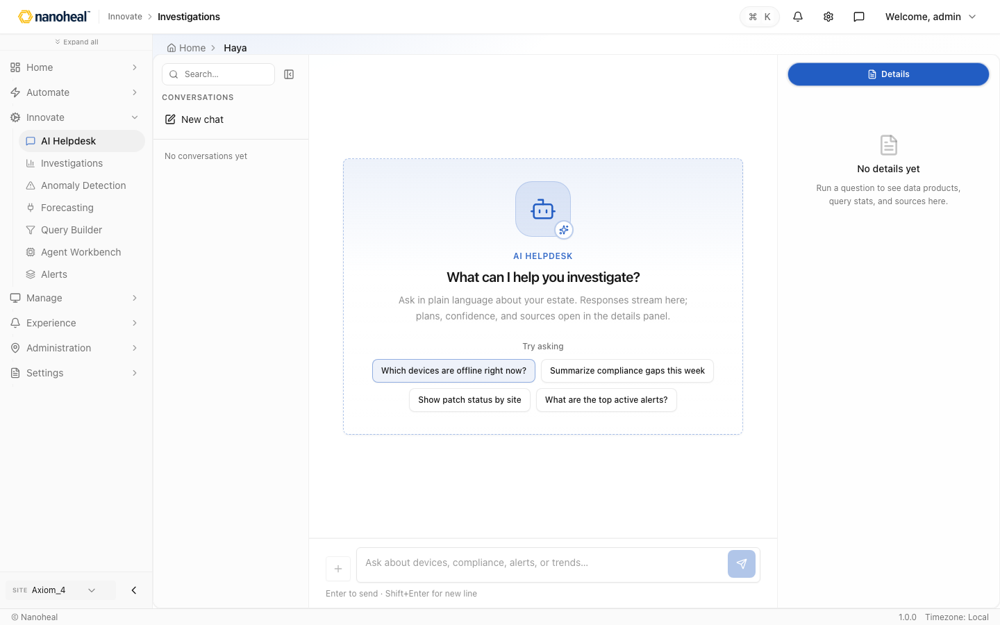 nanoheal™
Innovate > Investigations
⌘ K
Welcome, admin
Expand all
Home
Automate
Innovate
AI Helpdesk
Investigations
Anomaly Detection
Forecasting
Query Builder
Agent Workbench
Alerts
Manage
Experience
Administration
Settings
SITE Axiom_4
Home > Haya
Search...
CONVERSATIONS
New chat
No conversations yet
AI HELPDESK
What can I help you investigate?
Ask in plain language about your estate. Responses stream here;
plans, confidence, and sources open in the details panel.
Try asking
Which devices are offline right now?
Summarize compliance gaps this week
Show patch status by site
What are the top active alerts?
Ask about devices, compliance, alerts, or trends...
Enter to send · Shift+Enter for new line
Details
No details yet
Run a question to see data products,
query stats, and sources here.
© Nanoheal
1.0.0 Timezone: Local